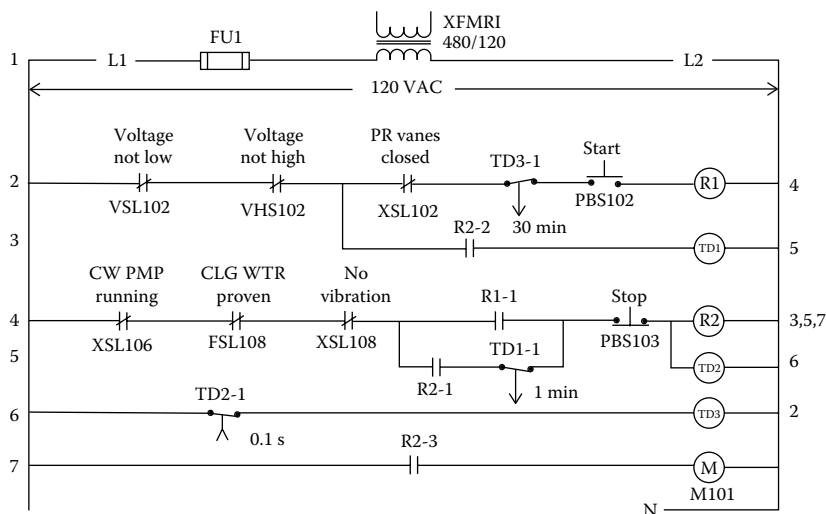 XFMRI
480/120
FU1
1 L1 L2
120 VAC
Voltage not low
Voltage not high
PR vanes closed
TD3-1
Start
2 R1 4
VSL102
VHS102
XSL102
30 min
PBS102
R2-2
3 TD1 5
CW PMP running
CLG WTR proven
No vibration
R1-1
Stop
4 R2 3,5,7
XSL106
FSL108
XSL108
TD1-1
PBS103
5 TD2 6
R2-1
1 min
TD2-1
6 TD3 2
0.1 s
R2-3
7 M
M101
N